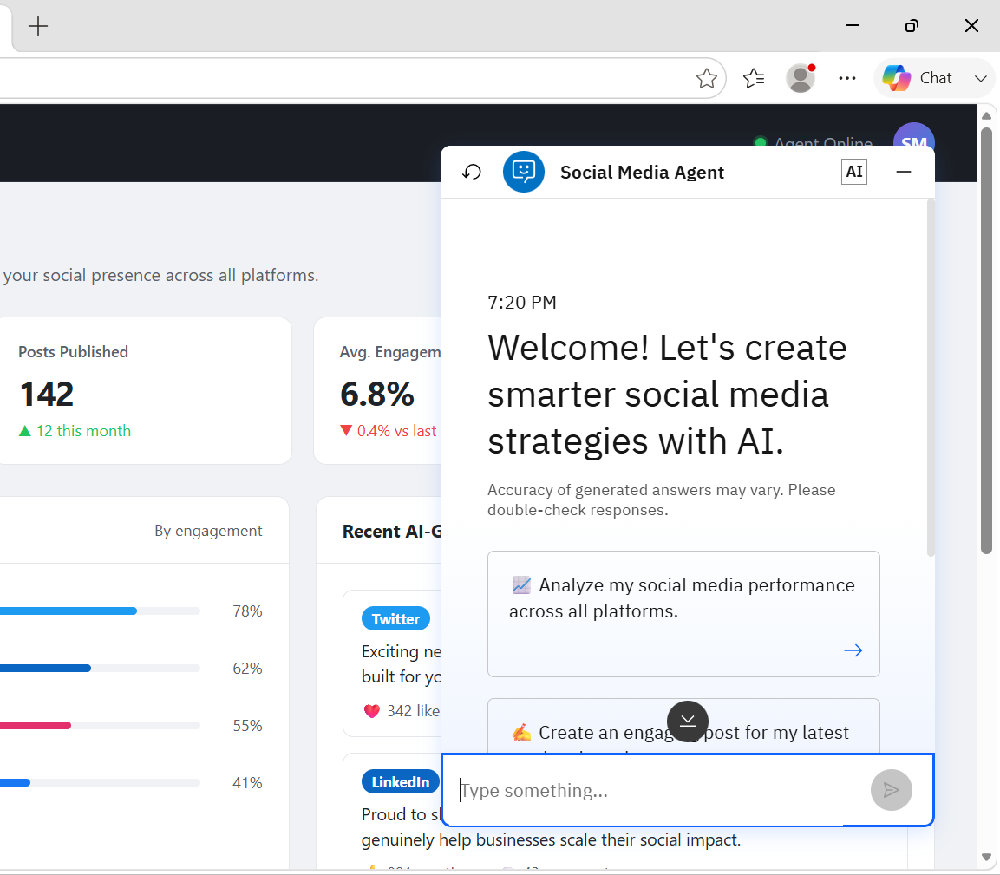 Chat
Agent Online
SM
Social Media Agent
AI
your social presence across all platforms.
Posts Published
142
▲ 12 this month
Avg. Engagem
6.8%
▼ 0.4% vs last
By engagement
78%
62%
55%
41%
Recent AI-G
Twitter
Exciting ne
built for yo
342 like
LinkedIn
Proud to sh
genuinely help businesses scale their social impact.
7:20 PM
Welcome! Let's create
smarter social media
strategies with AI.
Accuracy of generated answers may vary. Please
double-check responses.
📈 Analyze my social media performance
across all platforms.
✍️ Create an engaging post for my latest
Type something...